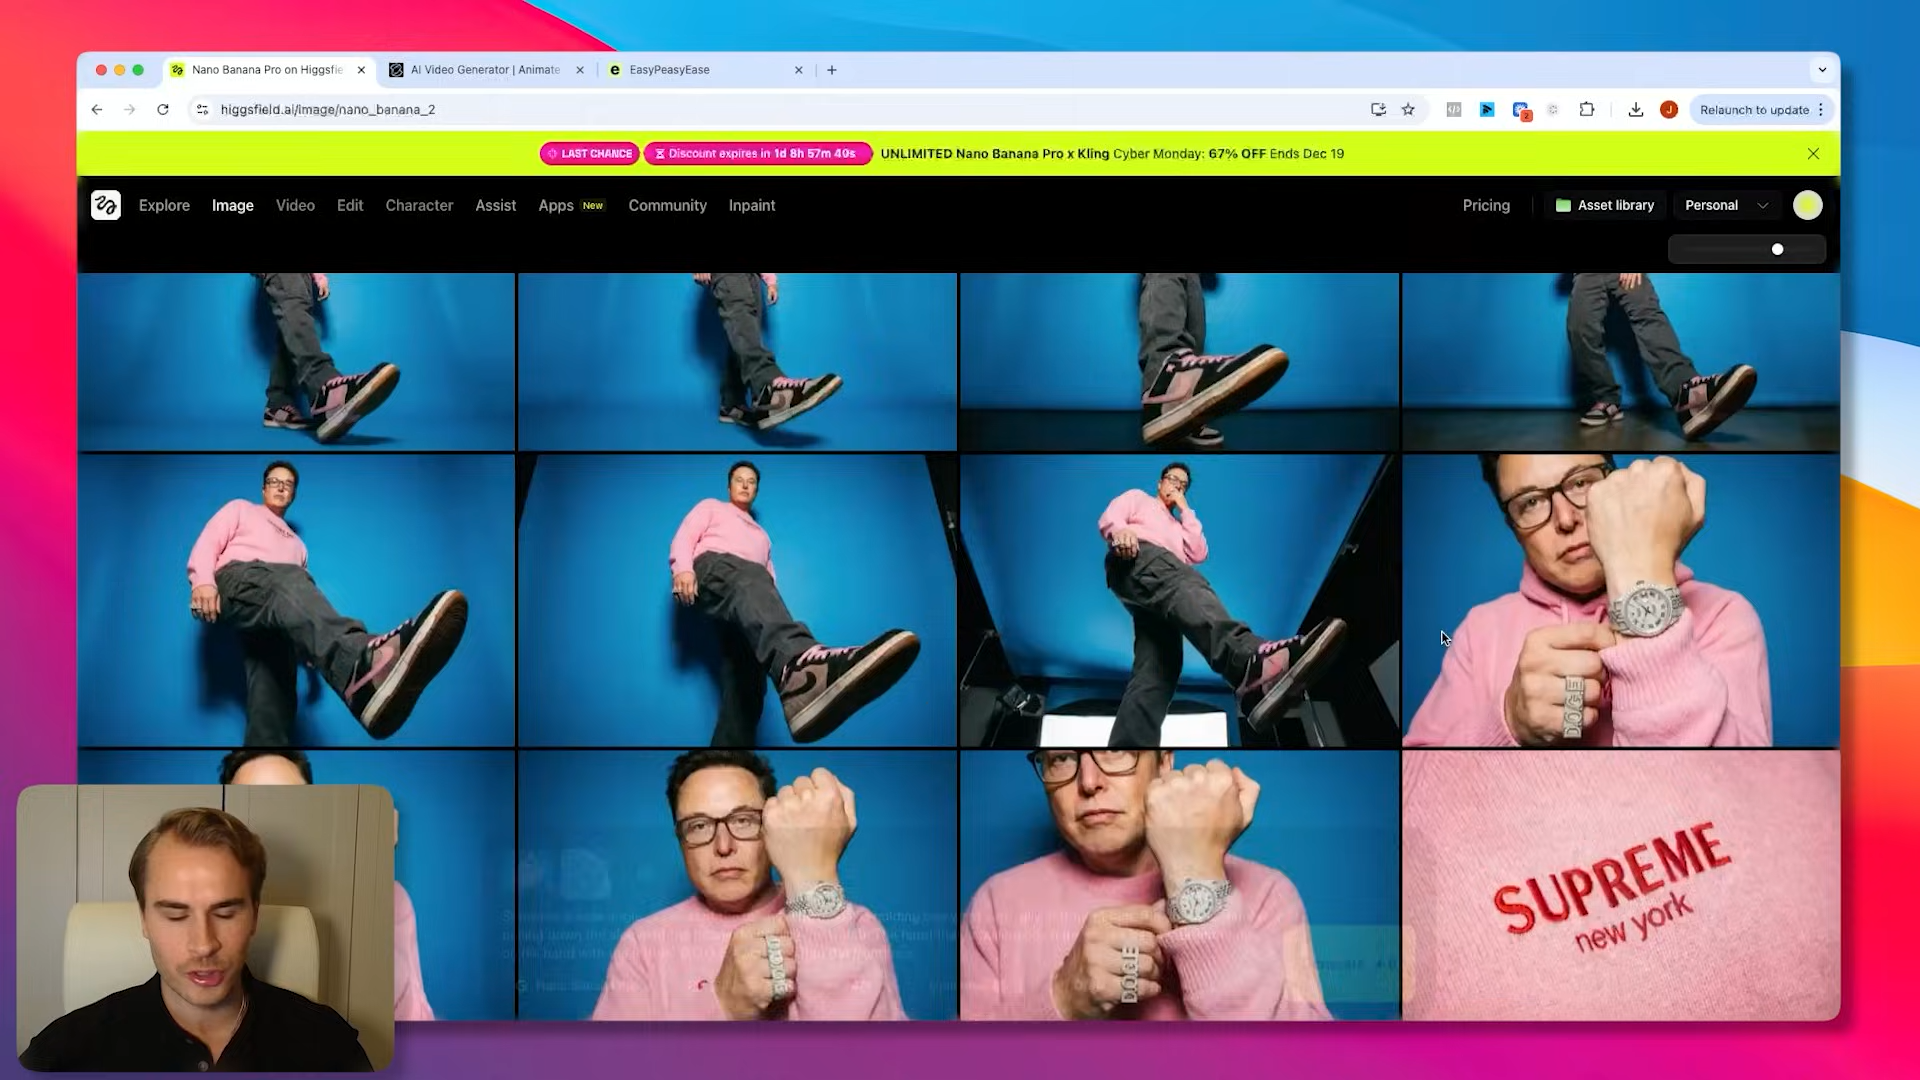 Nano Banana Pro on Higgsfie
AI Video Generator | Animate
EasyPeasyEase
higgsfield.ai/image/nano_banana_2
2
J
Relaunch to update
LAST CHANCE
Discount expires in 1d 8h 57m 40s
UNLIMITED Nano Banana Pro x Kling Cyber Monday: 67% OFF Ends Dec 19
Explore
Image
Video
Edit
Character
Assist
Apps New
Community
Inpaint
Pricing
Asset library
Personal
DOGE
DOGE
SUPREME
new york